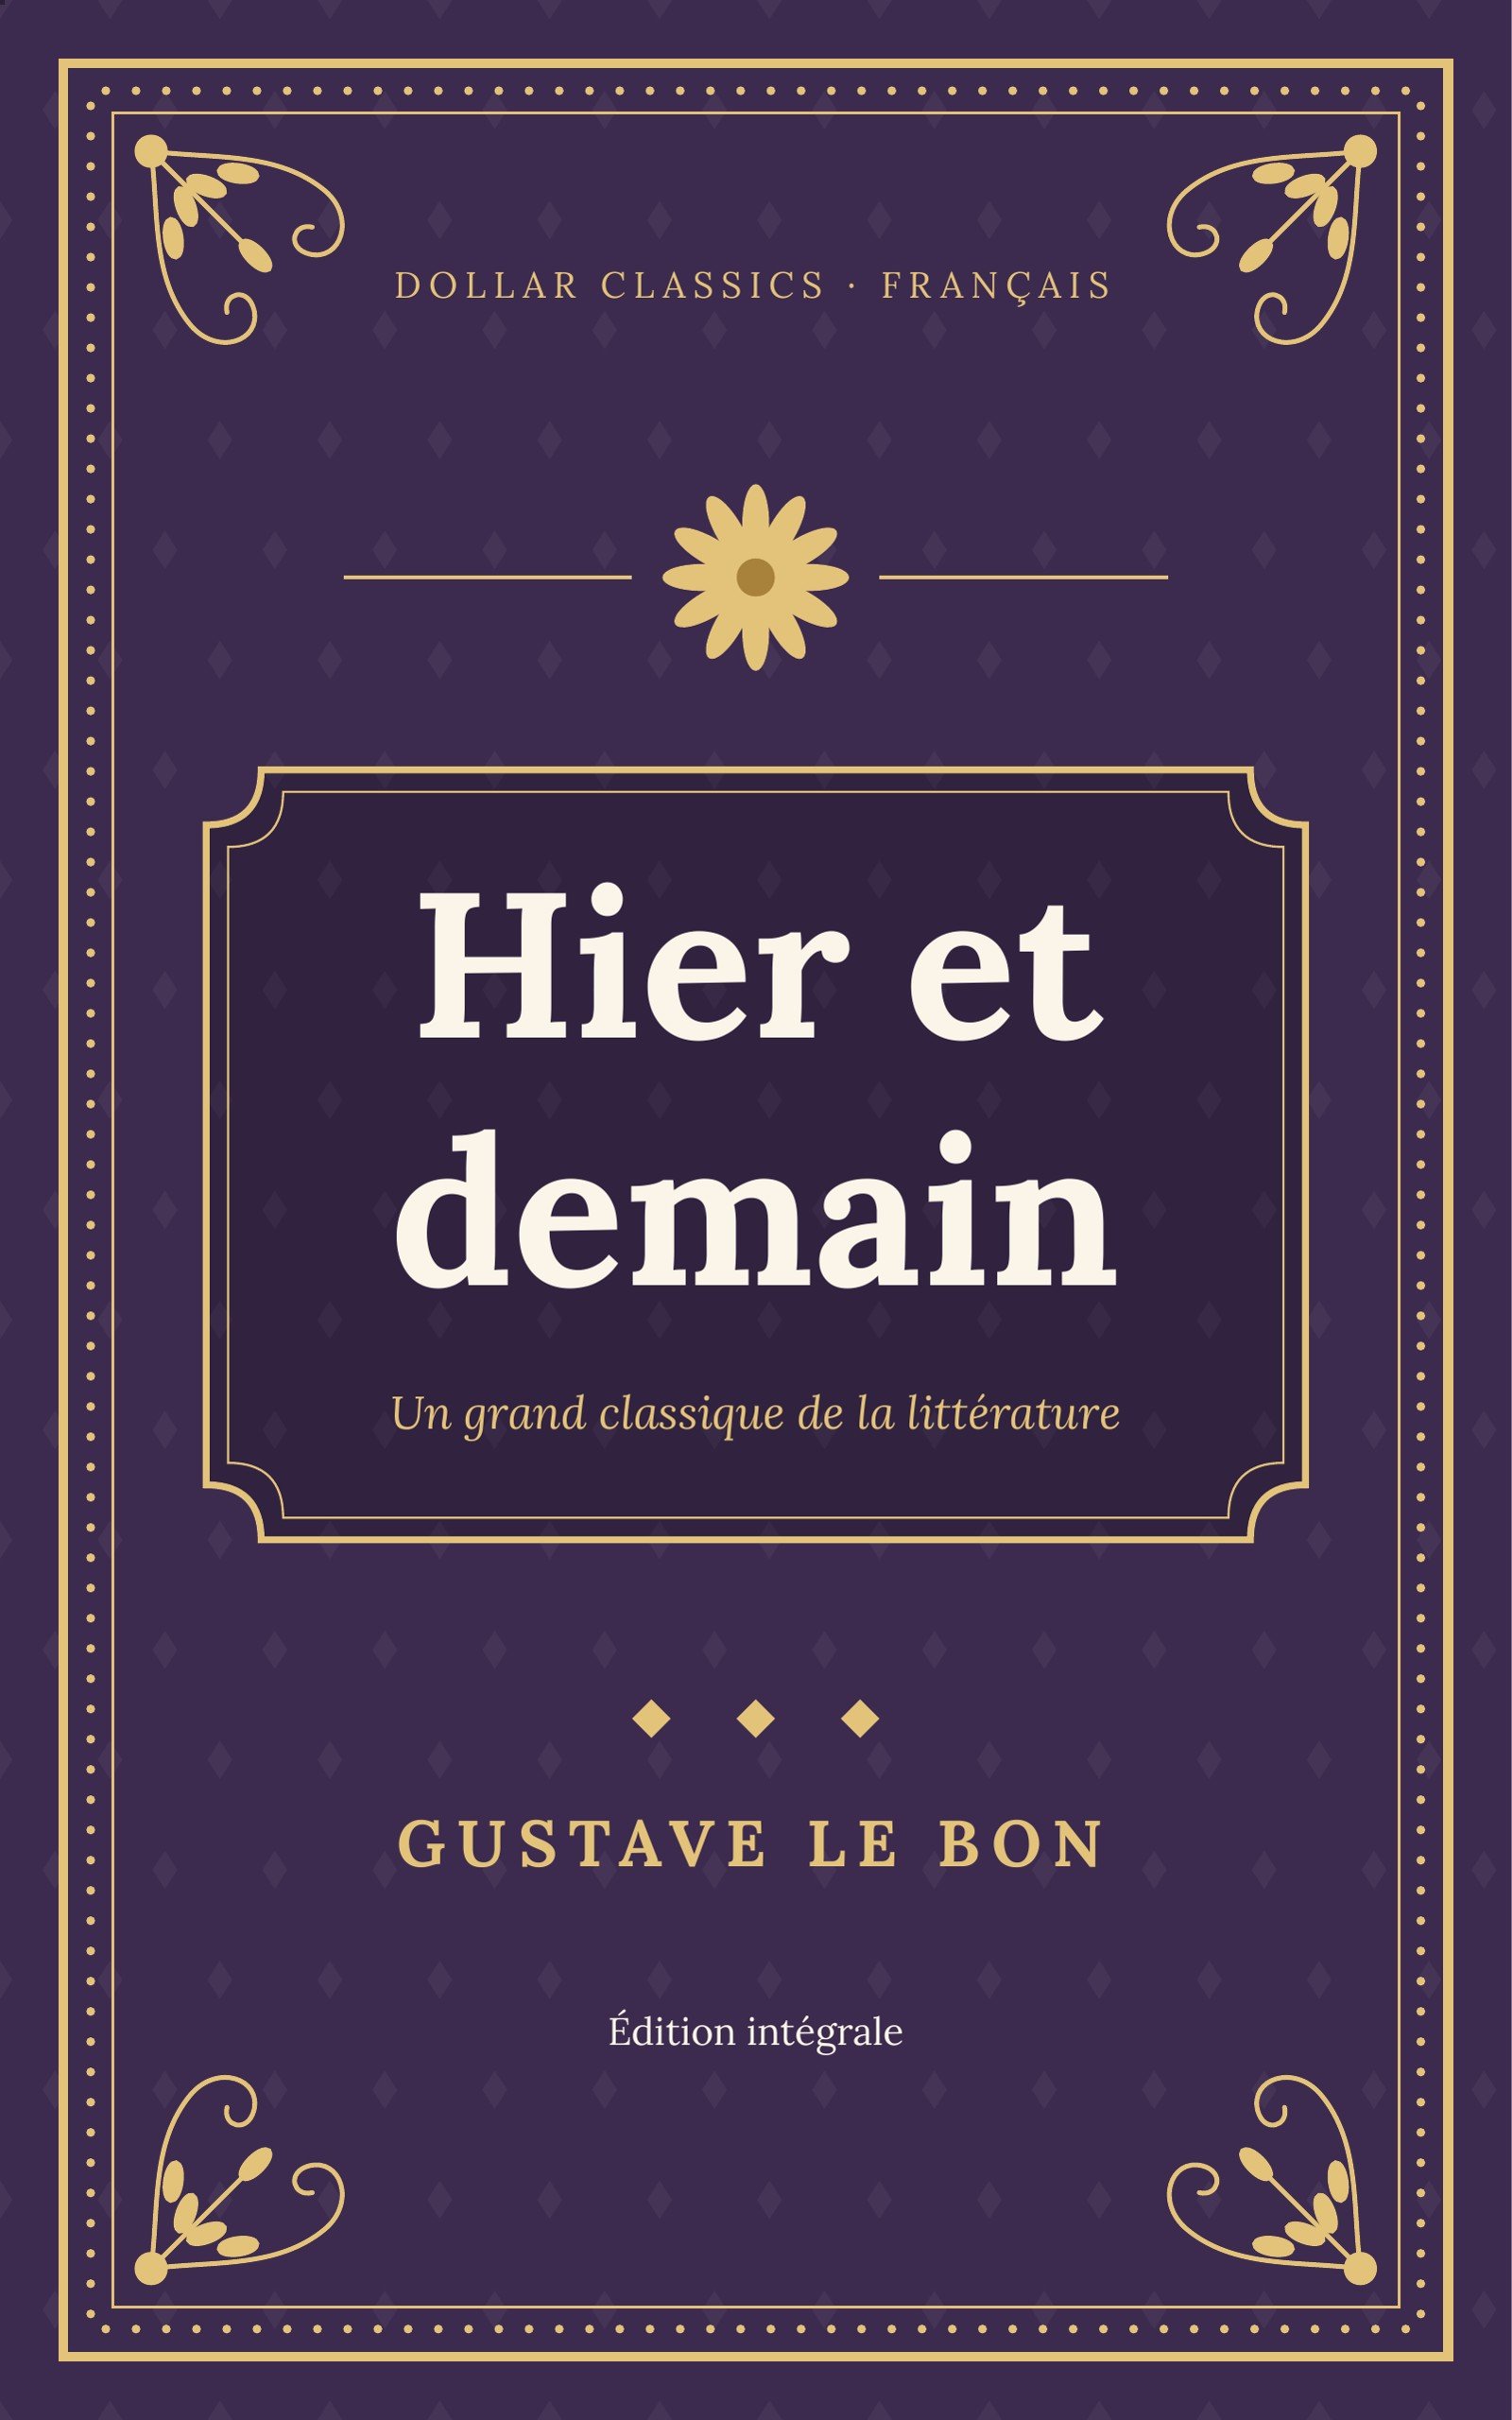 DOLLAR CLASSICS · FRANÇAIS
Hier et
demain
Un grand classique de la littérature
GUSTAVE LE BON
Édition intégrale